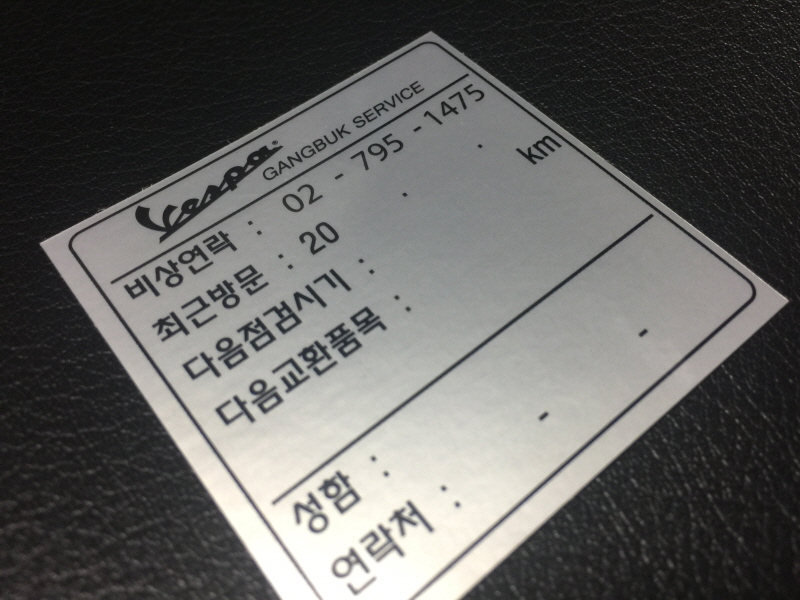 Vespa GANGBUK SERVICE
비상연락 : 02 - 795 - 1475
최근방문 : 20 . .
다음점검시기 : km
다음교환품목 :
성함 :
연락처 : - -